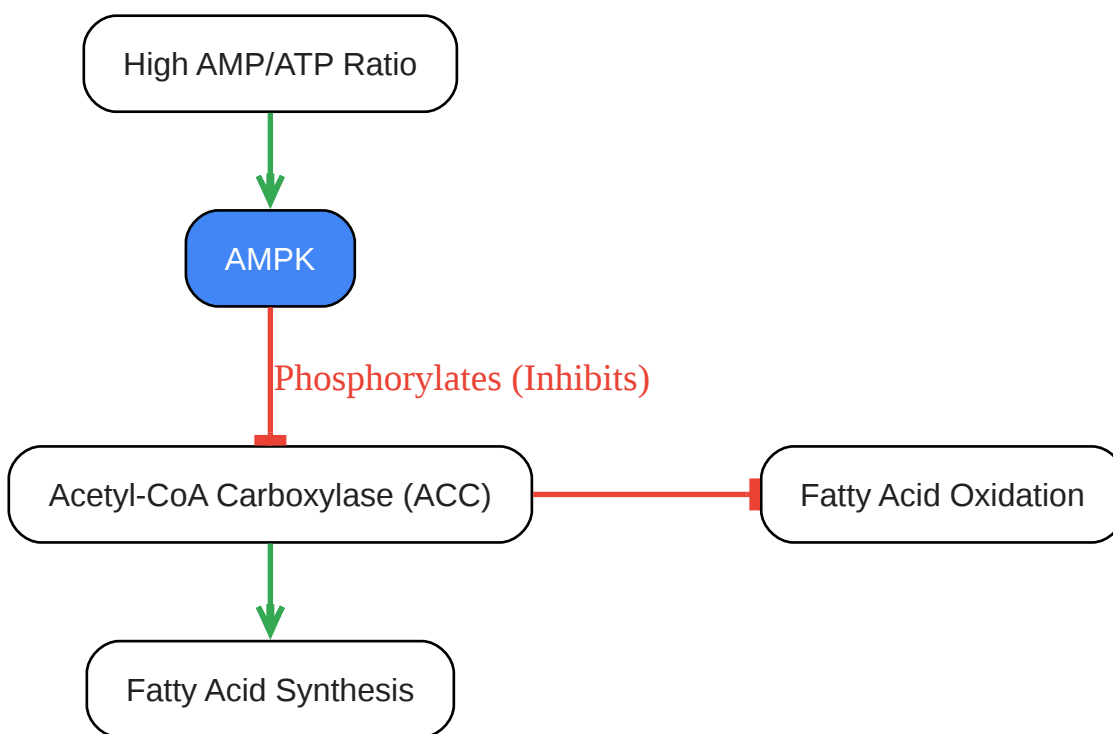 High AMP/ATP Ratio
AMPK
Phosphorylates (Inhibits)
Acetyl-CoA Carboxylase (ACC)
Fatty Acid Oxidation
Fatty Acid Synthesis